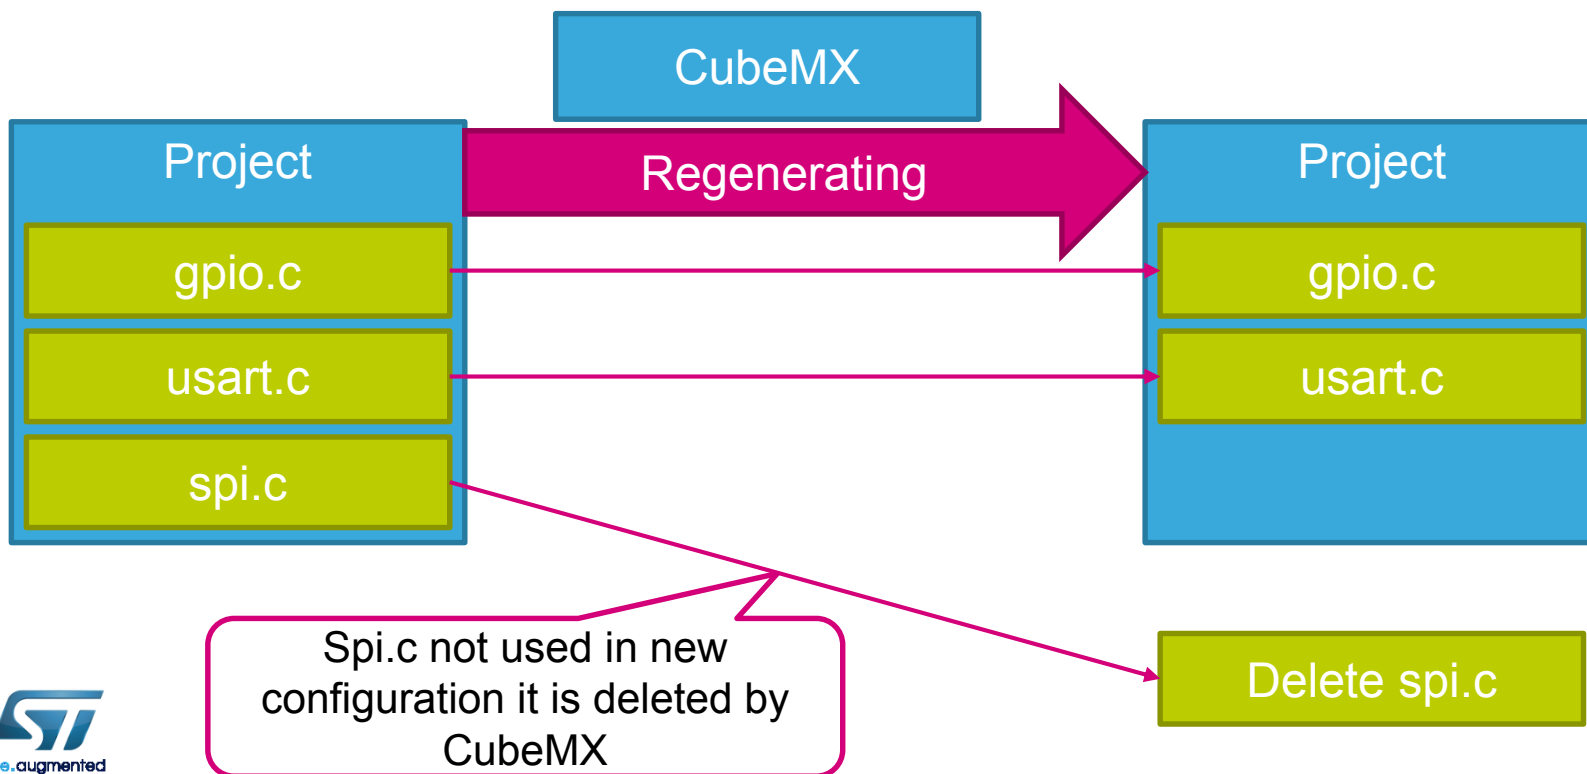 CubeMX
Project
Regenerating
Project
gpio.c
gpio.c
usart.c
usart.c
spi.c
Spi.c not used in new
configuration it is deleted by
CubeMX
Delete spi.c
ST
e.augmented